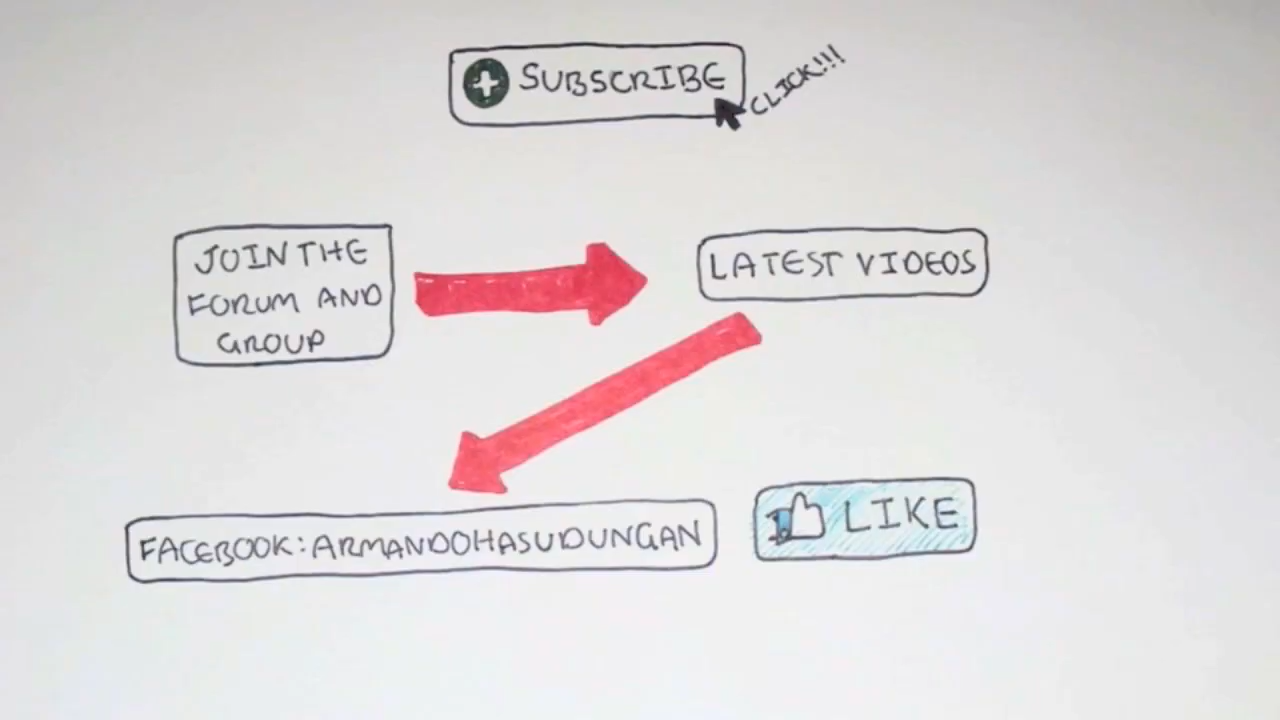 SUBSCRIBE
CLICK!!!
JOIN THE
FORUM AND
GROUP
LATEST VIDEOS
FACEBOOK: ARMANDOHASUDUNGAN
LIKE